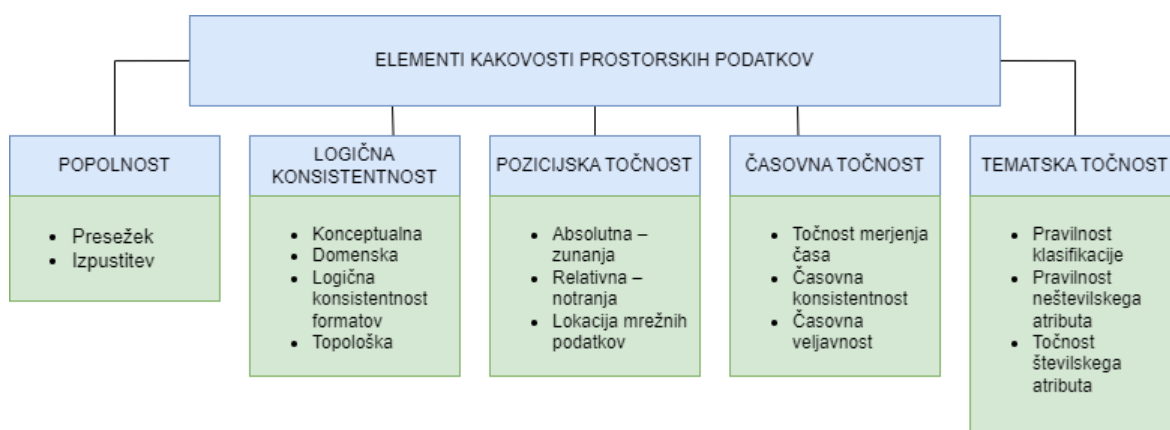 ELEMENTI KAKOVOSTI PROSTORSKIH PODATKOV
POPOLNOST
• Presežek
• Izpustitev
LOGIČNA
KONSISTENTNOST
• Konceptualna
• Domenska
• Logična
konsistentnost
formatov
• Topološka
POZICIJSKA TOČNOST
• Absolutna –
zunanja
• Relativna –
notranja
• Lokacija mrežnih
podatkov
ČASOVNA TOČNOST
• Točnost merjenja
časa
• Časovna
konsistentnost
• Časovna
veljavnost
TEMATSKA TOČNOST
• Pravilnost
klasifikacije
• Pravilnost
neštevilskega
atributa
• Točnost
številskega
atributa